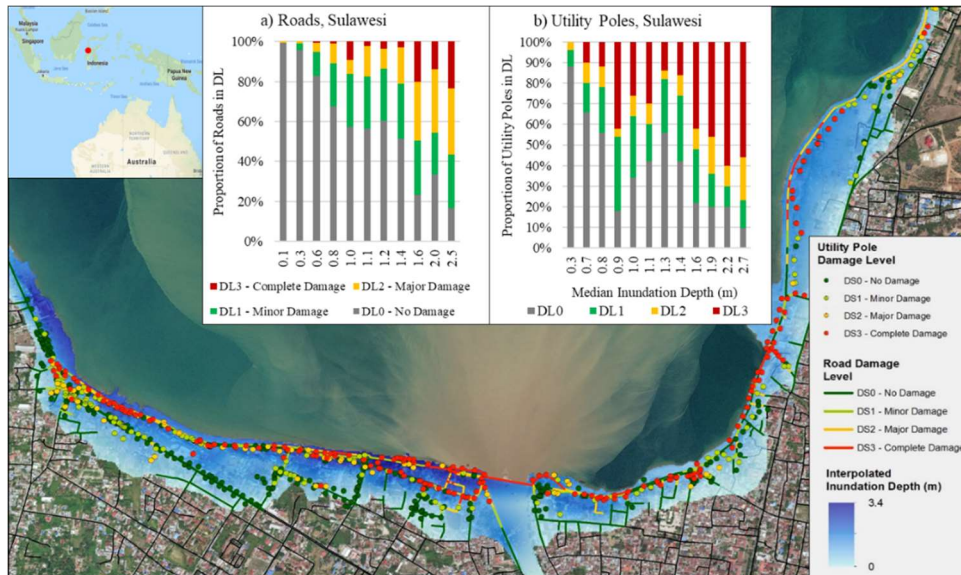 Malaysia
Kuala Lumpur
Singapore
Jakarta
Indonesia
Papua New
Guinea
Australia
a) Roads, Sulawesi
Proportion of Roads in DL
100%
80%
60%
40%
20%
0%
0.1
0.3
0.6
0.8
1.0
1.1
1.2
1.4
1.6
2.0
2.5
DL3 - Complete Damage
DL2 - Major Damage
DL1 - Minor Damage
DL0 - No Damage
b) Utility Poles, Sulawesi
Proportion of Utility Poles in DL
100%
90%
80%
70%
60%
50%
40%
30%
20%
10%
0%
0.3
0.7
0.8
0.9
1.0
1.1
1.3
1.4
1.6
1.9
2.2
2.7
Median Inundation Depth (m)
DL0
DL1
DL2
DL3
Utility Pole
Damage Level
DS0 - No Damage
DS1 - Minor Damage
DS2 - Major Damage
DS3 - Complete Damage
Road Damage
Level
DS0 - No Damage
DS1 - Minor Damage
DS2 - Major Damage
DS3 - Complete Damage
Interpolated
Inundation Depth (m)
3.4
0